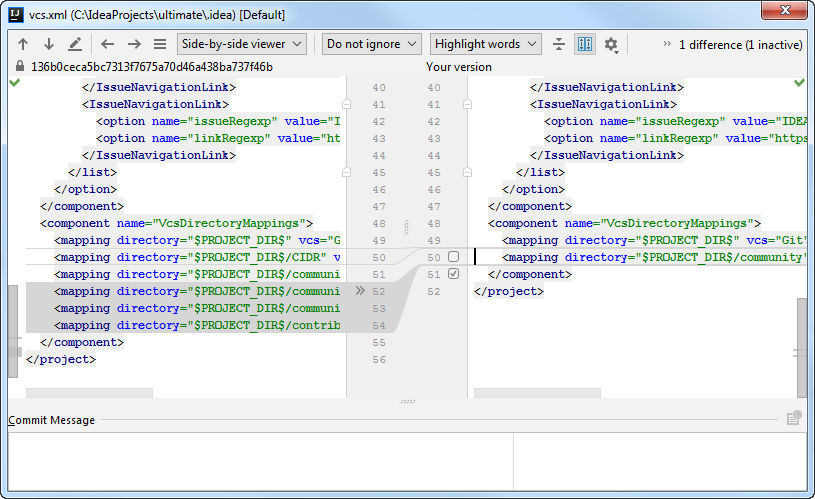 vcs.xml (C:\IdeaProjects\ultimate\.idea) [Default]
Side-by-side viewer
Do not ignore
Highlight words
1 difference (1 inactive)
136b0ceca5bc7313f7675a70d46a438ba737f46b
Your version
</IssueNavigationLink> 40
<IssueNavigationLink> 41
<option name="issueRegexp" value="I 42
<option name="linkRegexp" value="ht 43
</IssueNavigationLink> 44
</list> 45
</option> 46
</component> 47
<component name="VcsDirectoryMappings"> 48
<mapping directory="$PROJECT_DIR$" vcs="G 49
<mapping directory="$PROJECT_DIR$/CIDR" v 50
<mapping directory="$PROJECT_DIR$/communi 51
<mapping directory="$PROJECT_DIR$/communi 52
<mapping directory="$PROJECT_DIR$/communi 53
<mapping directory="$PROJECT_DIR$/contrib 54
</component> 55
</project> 56
40 </IssueNavigationLink>
41 <IssueNavigationLink>
42 <option name="issueRegexp" value="IDEA
43 <option name="linkRegexp" value="https
44 </IssueNavigationLink>
45 </list>
46 </option>
47 </component>
48 <component name="VcsDirectoryMappings">
49 <mapping directory="$PROJECT_DIR$" vcs="Git"
50 <mapping directory="$PROJECT_DIR$/community"
51 </component>
52 </project>
Commit Message